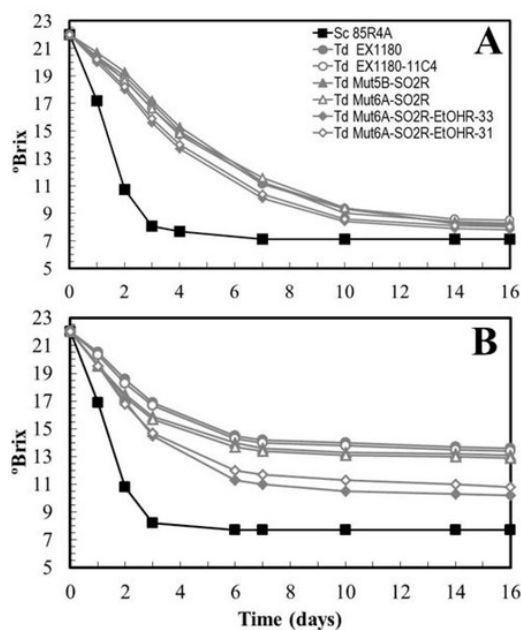 A
Sc 85R4A
Td EX1180
Td EX1180-11C4
Td Mut5B-SO2R
Td Mut6A-SO2R
Td Mut6A-SO2R-EtOHR-33
Td Mut6A-SO2R-EtOHR-31
ºBrix
23
21
19
17
15
13
11
9
7
5
0 2 4 6 8 10 12 14 16
B
ºBrix
23
21
19
17
15
13
11
9
7
5
0 2 4 6 8 10 12 14 16
Time (days)